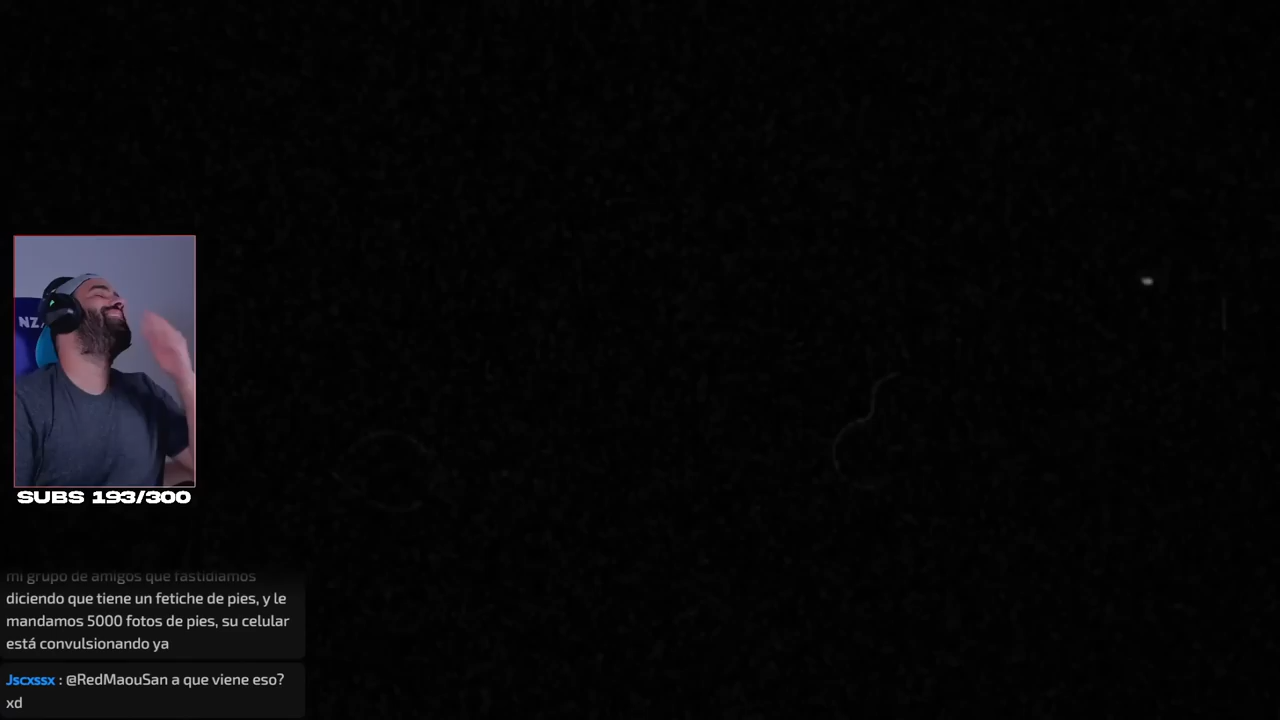 NZ
SUBS 193/300
mi grupo de amigos que fastidiamos
diciendo que tiene un fetiche de pies, y le
mandamos 5000 fotos de pies, su celular
está convulsionando ya
Jscxssx : @RedMaouSan a que viene eso?
xd